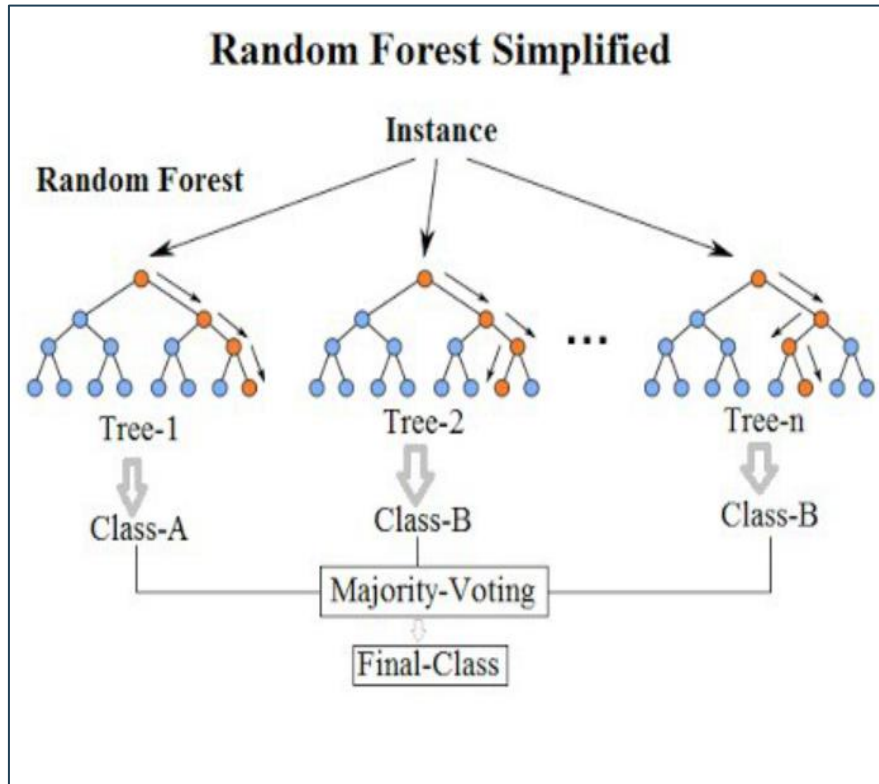 Random Forest Simplified
Instance
Random Forest
...
Tree-1
Tree-2
Tree-n
Class-A
Class-B
Class-B
Majority-Voting
Final-Class